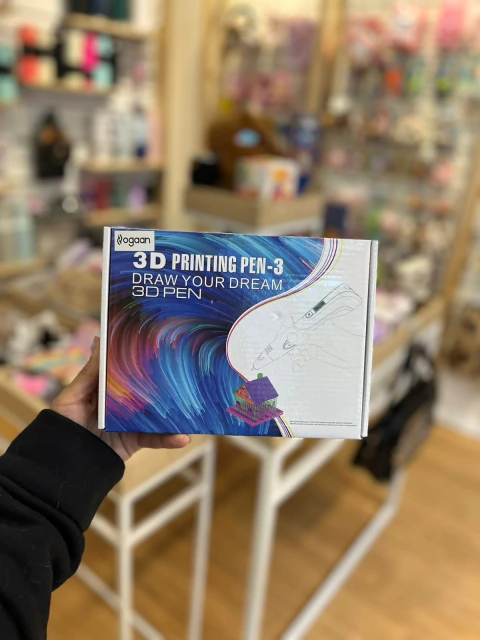 ogaan
3D PRINTING PEN-3
DRAW YOUR DREAM
3D PEN